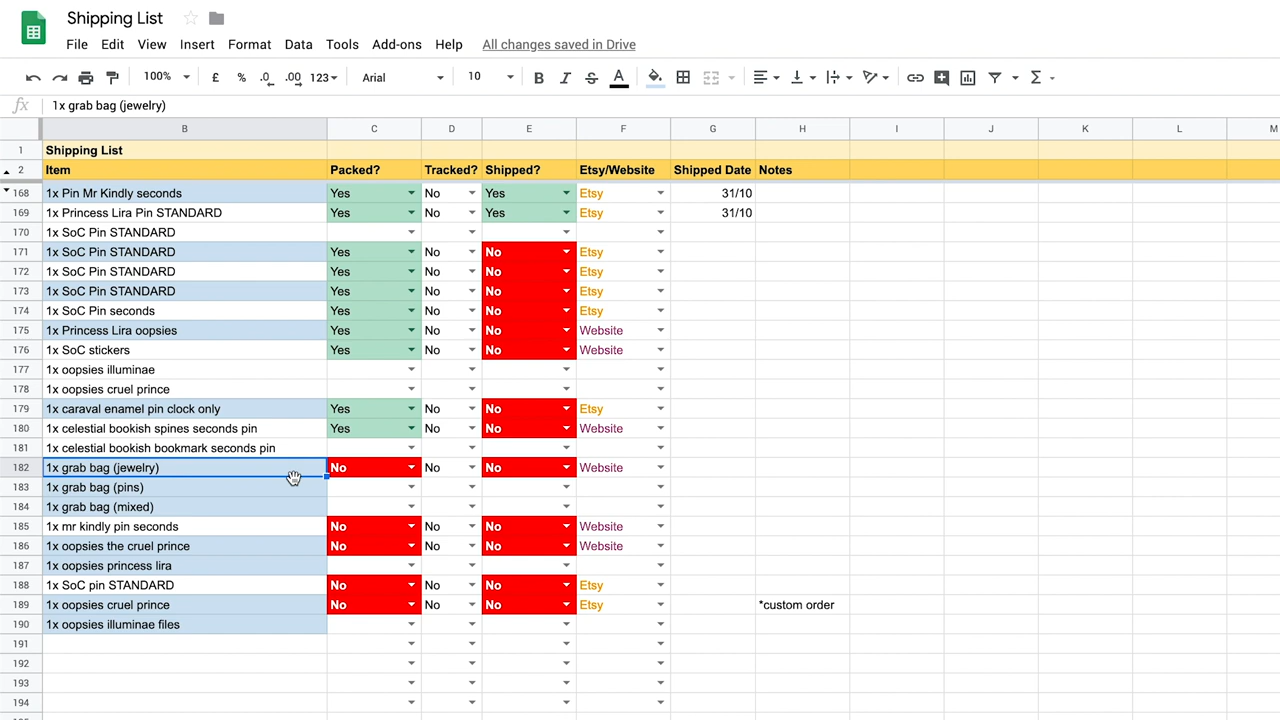 Shipping List
File Edit View Insert Format Data Tools Add-ons Help All changes saved in Drive
100% £ % .0 .00 123 Arial 10 B I S A
fx 1x grab bag (jewelry)
B C D E F G H I J K L M
1 Shipping List
2 Item Packed? Tracked? Shipped? Etsy/Website Shipped Date Notes
168 1x Pin Mr Kindly seconds Yes No Yes Etsy 31/10
169 1x Princess Lira Pin STANDARD Yes No Yes Etsy 31/10
170 1x SoC Pin STANDARD
171 1x SoC Pin STANDARD Yes No No Etsy
172 1x SoC Pin STANDARD Yes No No Etsy
173 1x SoC Pin STANDARD Yes No No Etsy
174 1x SoC Pin seconds Yes No No Etsy
175 1x Princess Lira oopsies Yes No No Website
176 1x SoC stickers Yes No No Website
177 1x oopsies illuminae
178 1x oopsies cruel prince
179 1x caraval enamel pin clock only Yes No No Etsy
180 1x celestial bookish spines seconds pin Yes No No Website
181 1x celestial bookish bookmark seconds pin
182 1x grab bag (jewelry) No No No Website
183 1x grab bag (pins)
184 1x grab bag (mixed)
185 1x mr kindly pin seconds No No No Website
186 1x oopsies the cruel prince No No No Website
187 1x oopsies princess lira
188 1x SoC pin STANDARD No No No Etsy
189 1x oopsies cruel prince No No No Etsy *custom order
190 1x oopsies illuminae files
191
192
193
194